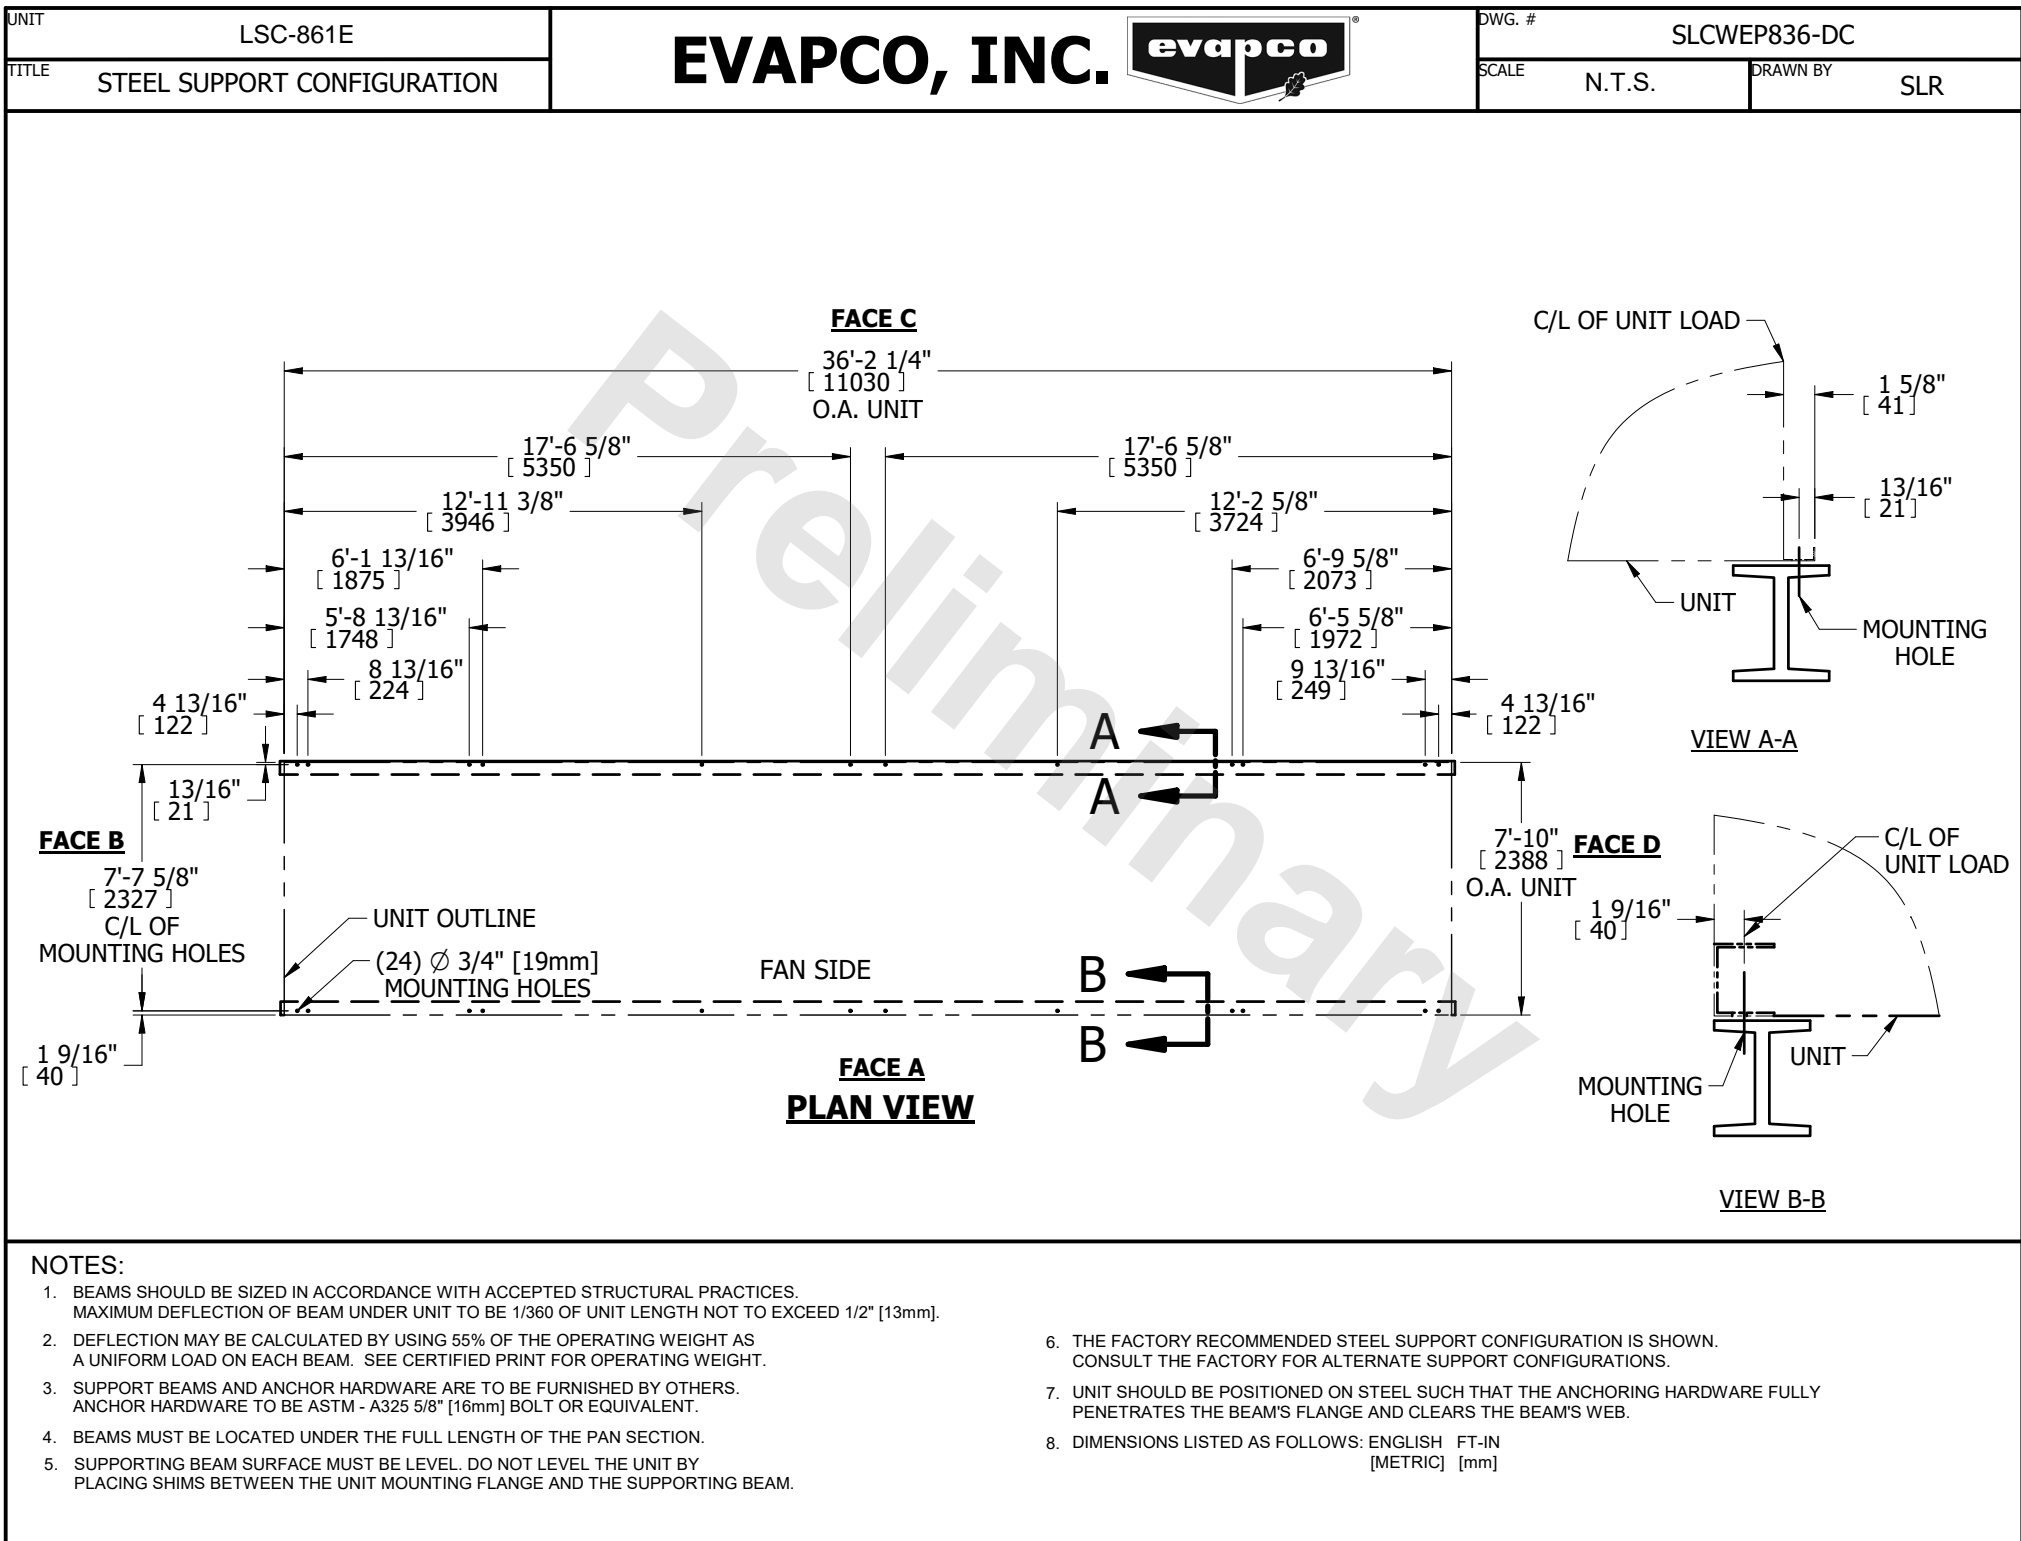 UNIT
LSC-861E
TITLE
STEEL SUPPORT CONFIGURATION
EVAPCO, INC.
evapco
®
DWG. #
SLCWEP836-DC
SCALE
N.T.S.
DRAWN BY
SLR
Preliminary
FACE C
36'-2 1/4"
[ 11030 ]
O.A. UNIT
17'-6 5/8"
[ 5350 ]
17'-6 5/8"
[ 5350 ]
12'-11 3/8"
[ 3946 ]
12'-2 5/8"
[ 3724 ]
6'-1 13/16"
[ 1875 ]
6'-9 5/8"
[ 2073 ]
5'-8 13/16"
[ 1748 ]
6'-5 5/8"
[ 1972 ]
8 13/16"
[ 224 ]
9 13/16"
[ 249 ]
4 13/16"
[ 122 ]
4 13/16"
[ 122 ]
A
A
13/16"
[ 21 ]
FACE B
7'-7 5/8"
[ 2327 ]
C/L OF
MOUNTING HOLES
7'-10"
[ 2388 ]
O.A. UNIT
FACE D
UNIT OUTLINE
(24) ∅ 3/4" [19mm]
MOUNTING HOLES
FAN SIDE
B
B
1 9/16"
[ 40 ]
FACE A
PLAN VIEW
C/L OF UNIT LOAD
1 5/8"
[ 41 ]
13/16"
[ 21 ]
UNIT
MOUNTING
HOLE
VIEW A-A
C/L OF
UNIT LOAD
1 9/16"
[ 40 ]
UNIT
MOUNTING
HOLE
VIEW B-B
NOTES:
1. BEAMS SHOULD BE SIZED IN ACCORDANCE WITH ACCEPTED STRUCTURAL PRACTICES.
MAXIMUM DEFLECTION OF BEAM UNDER UNIT TO BE 1/360 OF UNIT LENGTH NOT TO EXCEED 1/2" [13mm].
2. DEFLECTION MAY BE CALCULATED BY USING 55% OF THE OPERATING WEIGHT AS
A UNIFORM LOAD ON EACH BEAM. SEE CERTIFIED PRINT FOR OPERATING WEIGHT.
3. SUPPORT BEAMS AND ANCHOR HARDWARE ARE TO BE FURNISHED BY OTHERS.
ANCHOR HARDWARE TO BE ASTM - A325 5/8" [16mm] BOLT OR EQUIVALENT.
4. BEAMS MUST BE LOCATED UNDER THE FULL LENGTH OF THE PAN SECTION.
5. SUPPORTING BEAM SURFACE MUST BE LEVEL. DO NOT LEVEL THE UNIT BY
PLACING SHIMS BETWEEN THE UNIT MOUNTING FLANGE AND THE SUPPORTING BEAM.
6. THE FACTORY RECOMMENDED STEEL SUPPORT CONFIGURATION IS SHOWN.
CONSULT THE FACTORY FOR ALTERNATE SUPPORT CONFIGURATIONS.
7. UNIT SHOULD BE POSITIONED ON STEEL SUCH THAT THE ANCHORING HARDWARE FULLY
PENETRATES THE BEAM'S FLANGE AND CLEARS THE BEAM'S WEB.
8. DIMENSIONS LISTED AS FOLLOWS: ENGLISH FT-IN
[METRIC] [mm]